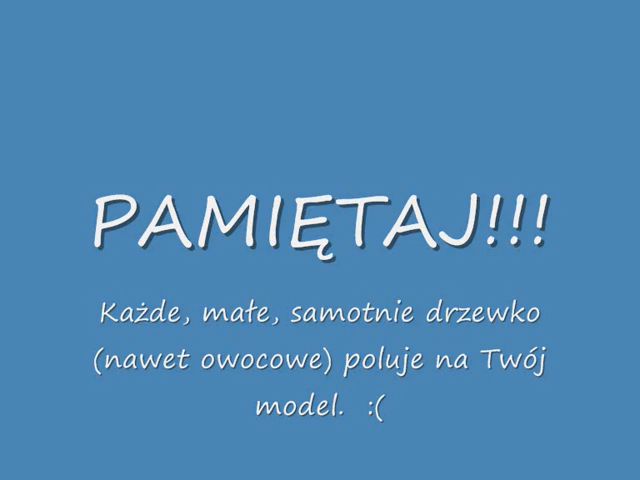 PAMIĘTAJ!!!
Każde, małe, samotnie drzewko
(nawet owocowe) poluje na Twój
model. :(